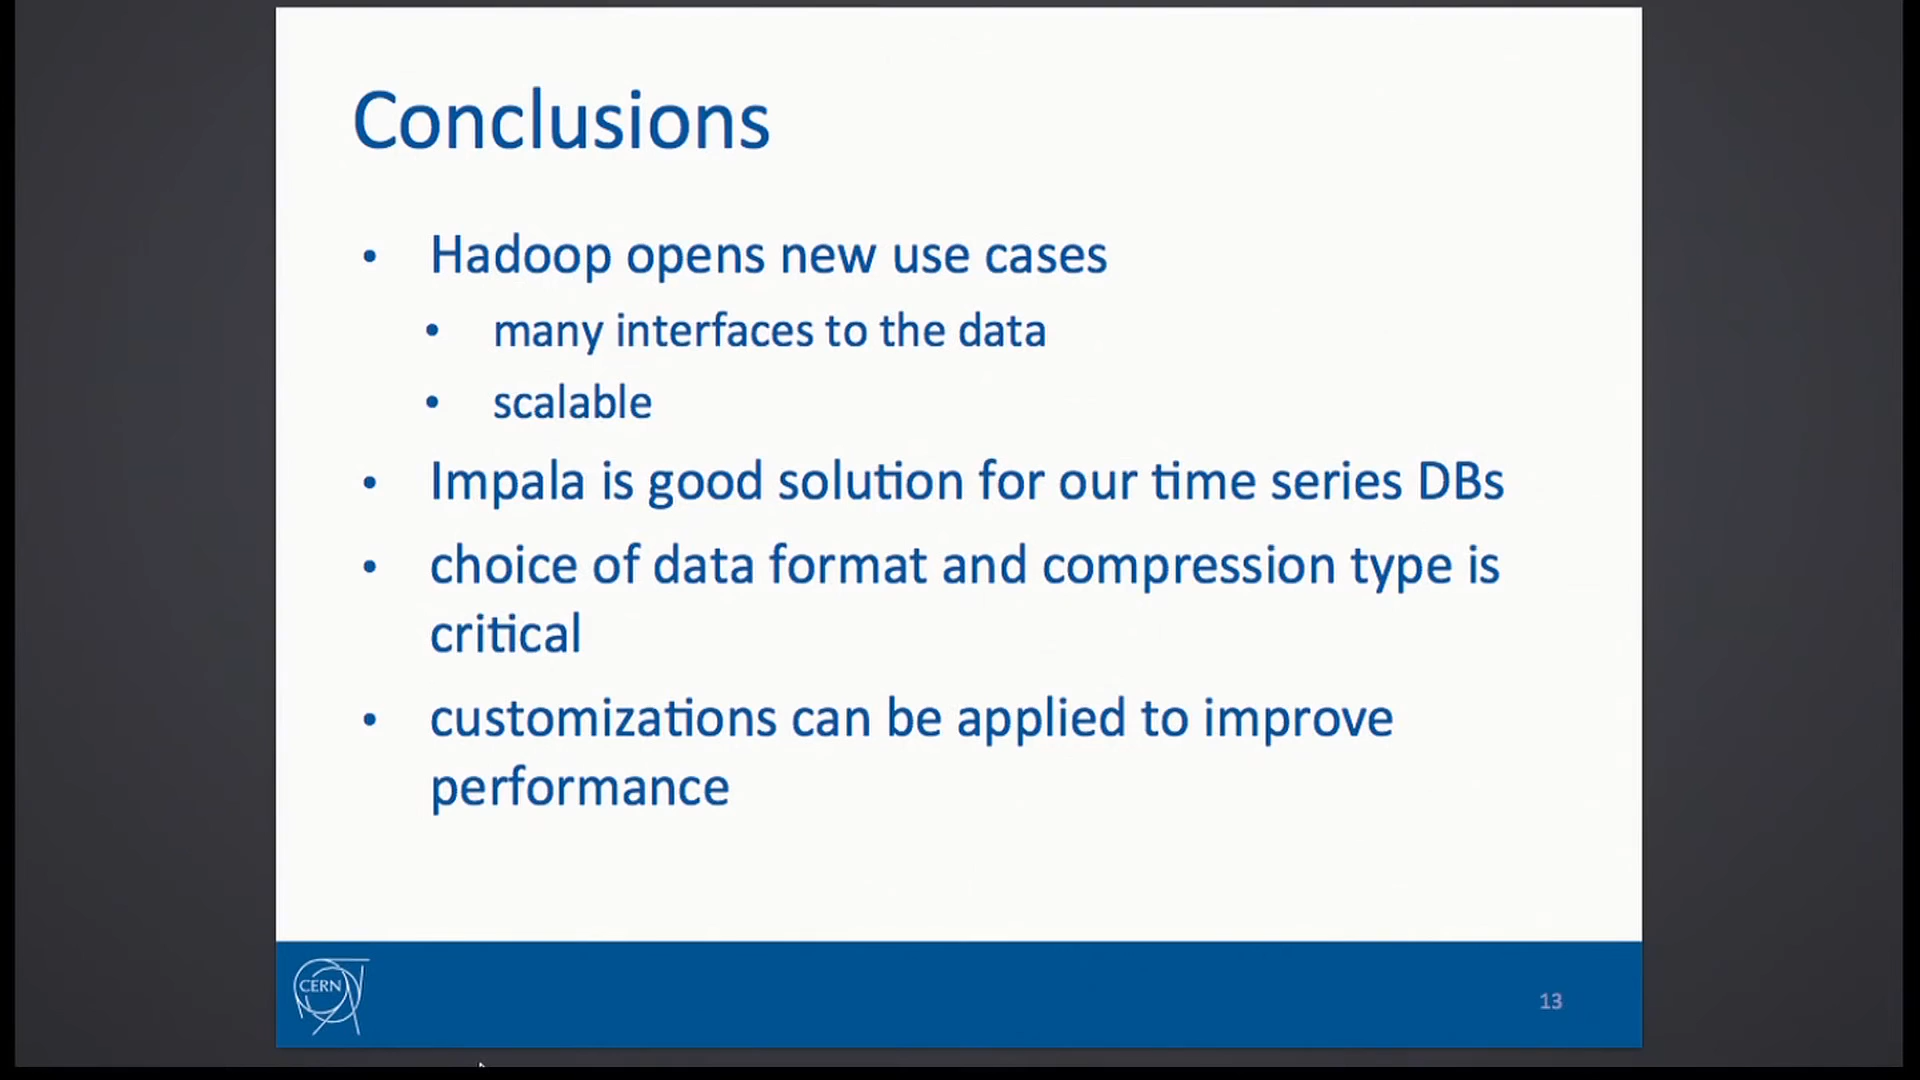 Conclusions
• Hadoop opens new use cases
• many interfaces to the data
• scalable
• Impala is good solution for our time series DBs
• choice of data format and compression type is
critical
• customizations can be applied to improve
performance
CERN
13